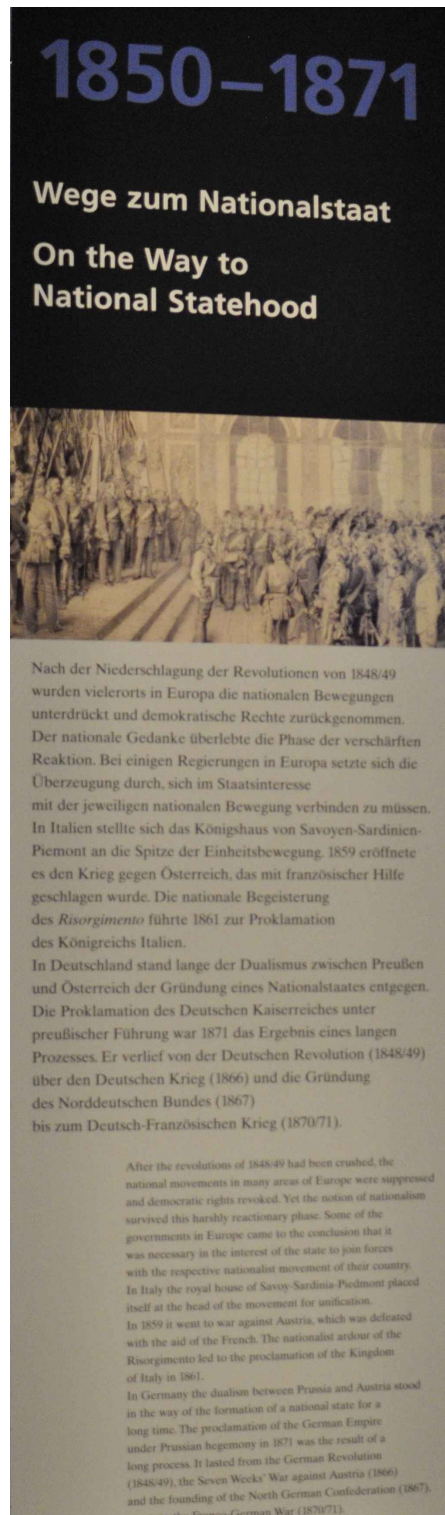 1850–1871
Wege zum Nationalstaat
On the Way to
National Statehood
Nach der Niederschlagung der Revolutionen von 1848/49
wurden vielerorts in Europa die nationalen Bewegungen
unterdrückt und demokratische Rechte zurückgenommen.
Der nationale Gedanke überlebte die Phase der verschärften
Reaktion. Bei einigen Regierungen in Europa setzte sich die
Überzeugung durch, sich im Staatsinteresse
mit der jeweiligen nationalen Bewegung verbinden zu müssen.
In Italien stellte sich das Königshaus von Savoyen-Sardinien-
Piemont an die Spitze der Einheitsbewegung. 1859 eröffnete
es den Krieg gegen Österreich, das mit französischer Hilfe
geschlagen wurde. Die nationale Begeisterung
des Risorgimento führte 1861 zur Proklamation
des Königreichs Italien.
In Deutschland stand lange der Dualismus zwischen Preußen
und Österreich der Gründung eines Nationalstaates entgegen.
Die Proklamation des Deutschen Kaiserreiches unter
preußischer Führung war 1871 das Ergebnis eines langen
Prozesses. Er verlief von der Deutschen Revolution (1848/49)
über den Deutschen Krieg (1866) und die Gründung
des Norddeutschen Bundes (1867)
bis zum Deutsch-Französischen Krieg (1870/71).
After the revolutions of 1848/49 had been crushed, the
national movements in many areas of Europe were suppressed
and democratic rights revoked. Yet the notion of nationalism
survived this harshly reactionary phase. Some of the
governments in Europe came to the conclusion that it
was necessary in the interest of the state to join forces
with the respective nationalist movement of their country.
In Italy the royal house of Savoy-Sardinia-Piedmont placed
itself at the head of the movement for unification.
In 1859 it went to war against Austria, which was defeated
with the aid of the French. The nationalist ardour of the
Risorgimento led to the proclamation of the Kingdom
of Italy in 1861.
In Germany the dualism between Prussia and Austria stood
in the way of the formation of a national state for a
long time. The proclamation of the German Empire
under Prussian hegemony in 1871 was the result of a
long process. It lasted from the German Revolution
(1848/49), the Seven Weeks' War against Austria (1866)
and the founding of the North German Confederation (1867),
German War (1870/71).